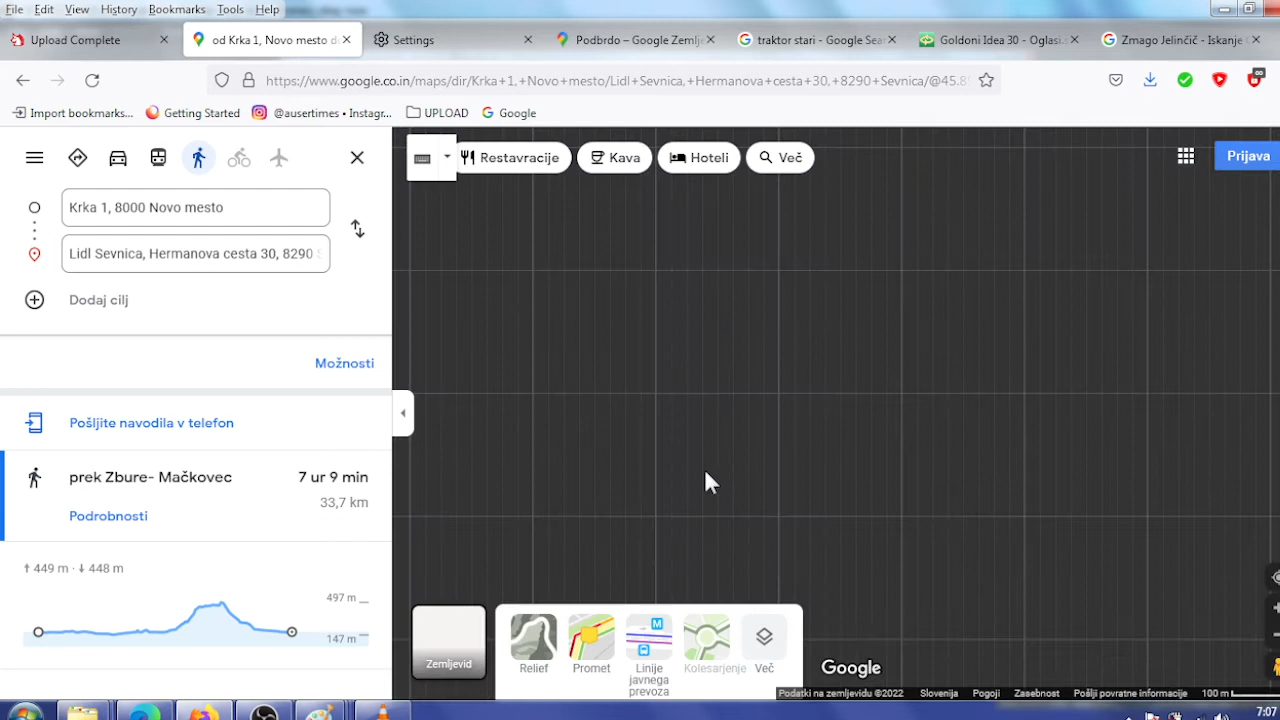 File Edit View History Bookmarks Tools Help
Upload Complete
od Krka 1, Novo mesto d
Settings
Podbrdo – Google Zemlje
traktor stari - Google Sear
Goldoni Idea 30 - Oglasi.
Zmago Jelinčič - Iskanje G
https://www.google.co.in/maps/dir/Krka+1,+Novo+mesto/Lidl+Sevnica,+Hermanova+cesta+30,+8290+Sevnica/@45.8
Import bookmarks... Getting Started @ausertimes • Instagr... UPLOAD Google
Restavracije Kava Hoteli Več
Prijava
Krka 1, 8000 Novo mesto
Lidl Sevnica, Hermanova cesta 30, 8290
Dodaj cilj
Možnosti
Pošljite navodila v telefon
prek Zbure- Mačkovec 7 ur 9 min
33,7 km
Podrobnosti
449 m · 448 m
497 m
147 m
Zemljevid
Relief
Promet
M
Linije
javnega
prevoza
Kolesarjenje
Več
Google
Podatki na zemljevidu ©2022 Slovenija Pogoji Zasebnost Pošlji povratne informacije 100 m
7:07